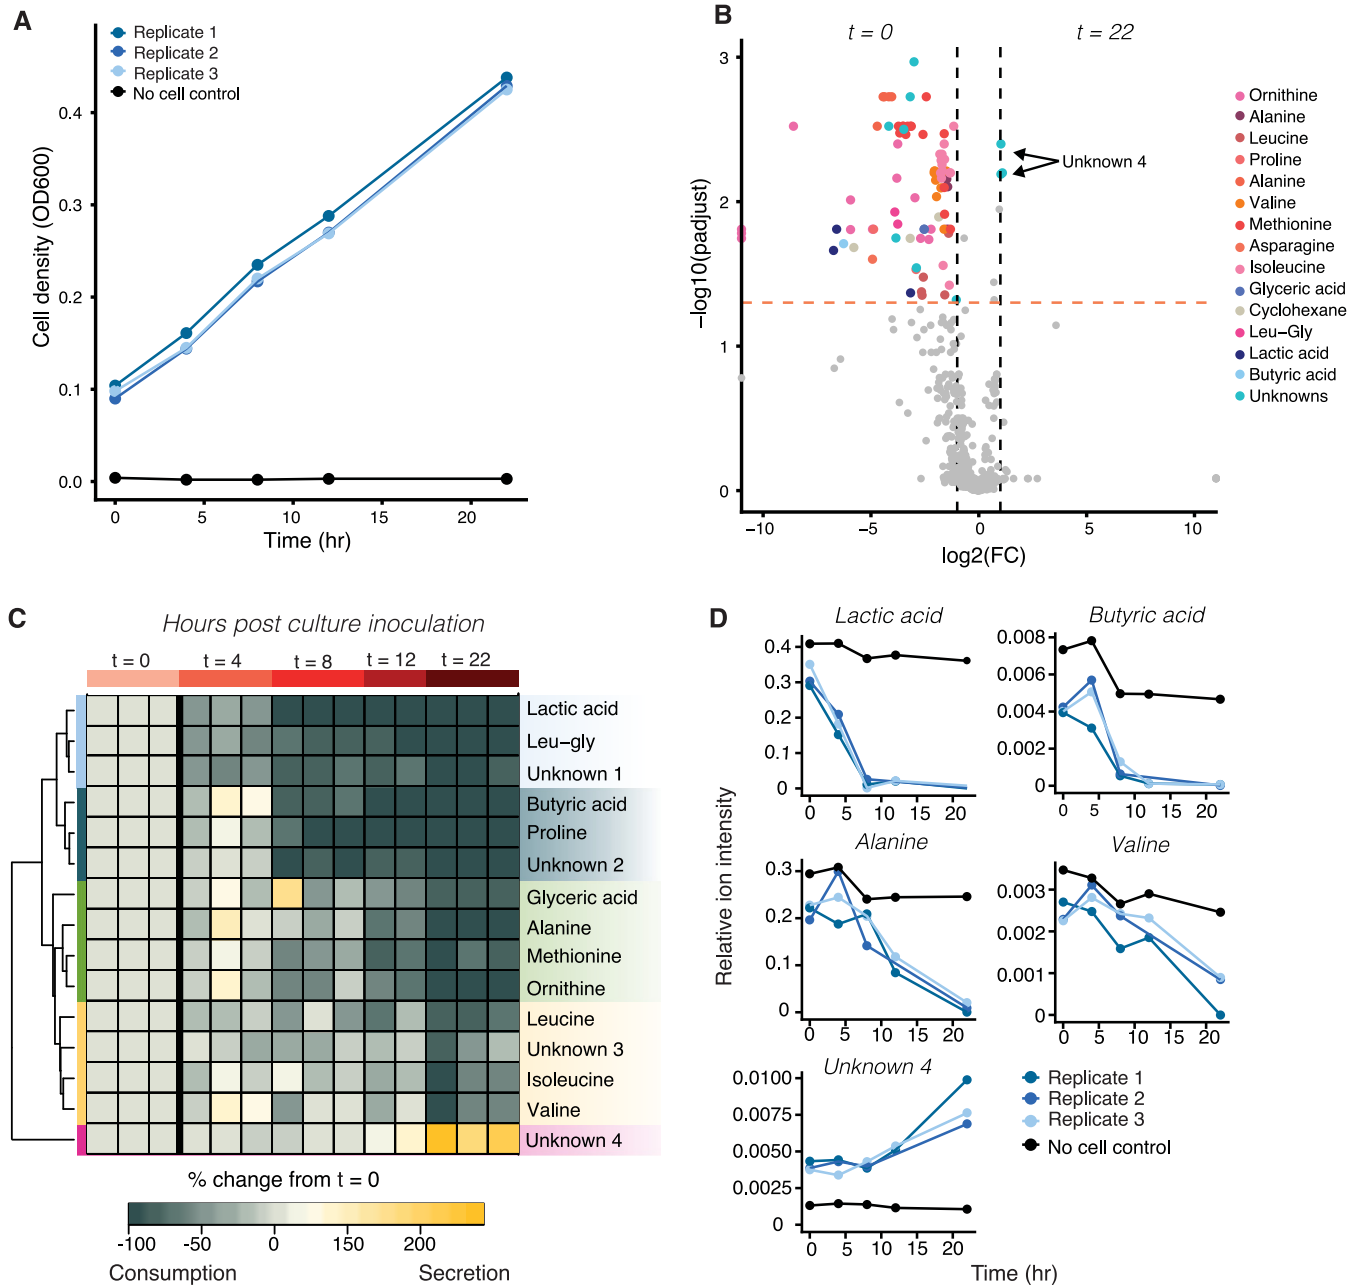 A
Replicate 1
Replicate 2
Replicate 3
No cell control
Cell density (OD600)
0.4
0.3
0.2
0.1
0.0
0 5 10 15 20
Time (hr)
B
t = 0 t = 22
−log10(padjust)
3
2
1
0
Unknown 4
−10 −5 0 5 10
log2(FC)
Ornithine
Alanine
Leucine
Proline
Alanine
Valine
Methionine
Asparagine
Isoleucine
Glyceric acid
Cyclohexane
Leu−Gly
Lactic acid
Butyric acid
Unknowns
C
Hours post culture inoculation
t = 0 t = 4 t = 8 t = 12 t = 22
Lactic acid
Leu−gly
Unknown 1
Butyric acid
Proline
Unknown 2
Glyceric acid
Alanine
Methionine
Ornithine
Leucine
Unknown 3
Isoleucine
Valine
Unknown 4
% change from t = 0
-100 -50 0 150 200
Consumption Secretion
D
Relative ion intensity
Lactic acid
0.4
0.3
0.2
0.1
0
0 5 10 15 20
Butyric acid
0.008
0.006
0.004
0.002
0
0 5 10 15 20
Alanine
0.3
0.2
0.1
0
0 5 10 15 20
Valine
0.003
0.002
0.001
0
0 5 10 15 20
Unknown 4
0.0100
0.0075
0.0050
0.0025
0
0 5 10 15 20
Time (hr)
Replicate 1
Replicate 2
Replicate 3
No cell control